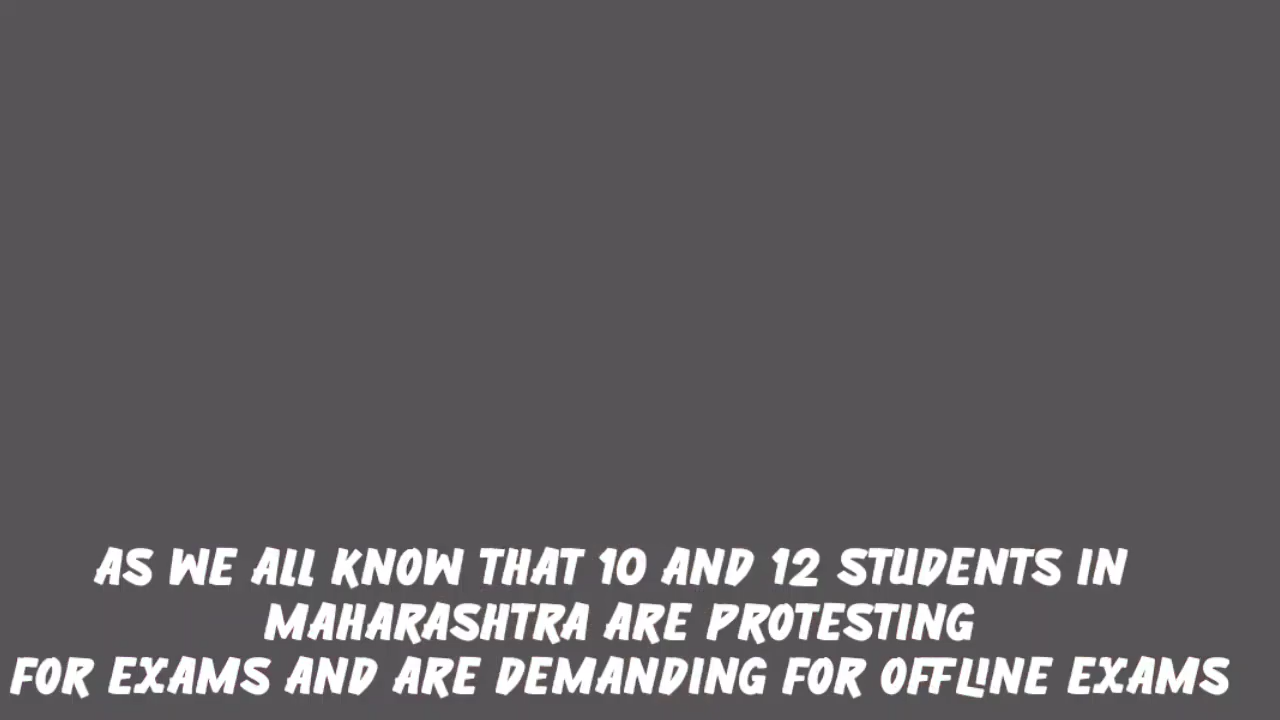 AS WE ALL KNOW THAT 10 AND 12 STUDENTS IN
MAHARASHTRA ARE PROTESTING
FOR EXAMS AND ARE DEMANDING FOR OFFLINE EXAMS